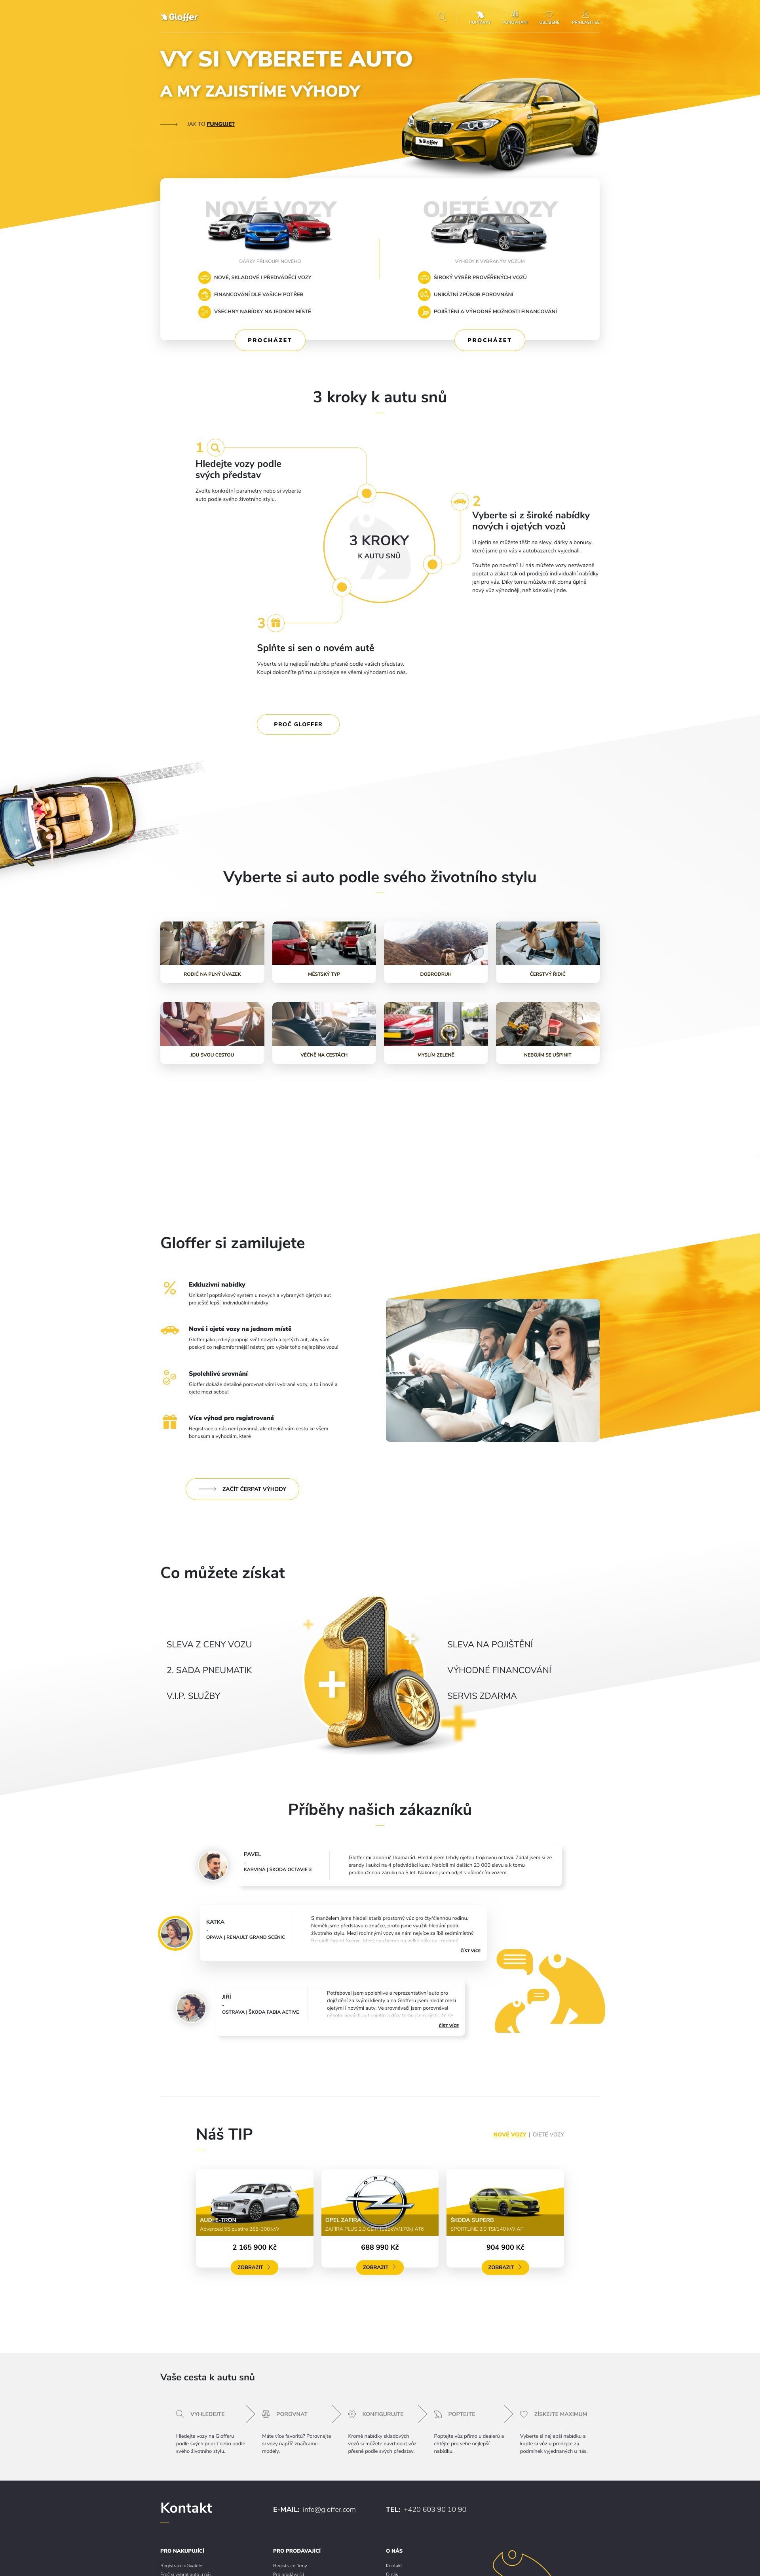 Gloffer
POROVNÁNÍ
OBLÍBENÉ
PŘIHLÁSIT SE
VY SI VYBERETE AUTO
A MY ZAJISTÍME VÝHODY
JAK TO FUNGUJE?
Gloffer
NOVÉ VOZY
DÁRKY PŘI KOUPI NOVÉHO
NOVÉ, SKLADOVÉ I PŘEDVÁDĚCÍ VOZY
FINANCOVÁNÍ DLE VAŠICH POTŘEB
VŠECHNY NABÍDKY NA JEDNOM MÍSTĚ
PROCHÁZET
OJETÉ VOZY
VÝHODY K VYBRANÝM VOZŮM
ŠIROKÝ VÝBĚR PROVĚŘENÝCH VOZŮ
UNIKÁTNÍ ZPŮSOB POROVNÁNÍ
POJIŠTĚNÍ A VÝHODNÉ MOŽNOSTI FINANCOVÁNÍ
PROCHÁZET
3 kroky k autu snů
1
Hledejte vozy podle
svých představ
Zvolte konkrétní parametry nebo si vyberte
auto podle svého životního stylu.
3 KROKY
K AUTU SNŮ
2
Vyberte si z široké nabídky
nových i ojetých vozů
U ojetin se můžete těšit na slevy, dárky a bonusy,
které jsme pro vás v autobazarech vyjednali.
Toužíte po novém? U nás můžete vozy nezávazně
poptat a získat tak od prodejců individuální nabídky
jen pro vás. Díky tomu můžete mít doma úplně
nový vůz výhodněji, než kdekoliv jinde.
3
Splňte si sen o novém autě
Vyberte si tu nejlepší nabídku přesně podle vašich představ.
Koupi dokončíte přímo u prodejce se všemi výhodami od nás.
PROČ GLOFFER
Vyberte si auto podle svého životního stylu
RODIČ NA PLNÝ ÚVAZEK
MĚSTSKÝ TYP
DOBRODRUH
ČERSTVÝ ŘIDIČ
JDU SVOU CESTOU
VĚČNĚ NA CESTÁCH
MYSLÍM ZELENĚ
NEBOJÍM SE UŠPINIT
Gloffer si zamilujete
Exkluzivní nabídky
Unikátní poptávkový systém u nových a vybraných ojetých aut
pro ještě lepší, individuální nabídky!
Nové i ojeté vozy na jednom místě
Gloffer jako jediný propojil svět nových a ojetých aut, aby vám
poskytl co nejkomfortnější nástroj pro výběr toho nejlepšího vozu!
Spolehlivé srovnání
Gloffer dokáže detailně porovnat vámi vybrané vozy, a to i nové a
ojeté mezi sebou!
Více výhod pro registrované
Registrace u nás není povinná, ale otevírá vám cestu ke všem
bonusům a výhodám, které
ZAČÍT ČERPAT VÝHODY
Co můžete získat
SLEVA Z CENY VOZU
2. SADA PNEUMATIK
V.I.P. SLUŽBY
+1
SLEVA NA POJIŠTĚNÍ
VÝHODNÉ FINANCOVÁNÍ
SERVIS ZDARMA
Příběhy našich zákazníků
PAVEL
-
KARVINÁ | ŠKODA OCTAVIE 3
Gloffer mi doporučil kamarád. Hledal jsem tehdy ojetou trojkovou octavii. Zadal jsem si ze
srandy i aukci na 4 předváděcí kusy. Nabídli mi dalších 23 000 slevu a k tomu
prodlouženou záruku na 5 let. Nakonec jsem odjel s půlročním vozem.
KATKA
-
OPAVA | RENAULT GRAND SCÉNIC
S manželem jsme hledali starší prostorný vůz pro čtyřčlennou rodinu.
Neměli jsme představu o značce, proto jsme využili hledání podle
životního stylu. Mezi rodinnými vozy se nám nejvíce zalíbil sedmimístný
ČÍST VÍCE
JIŘÍ
-
OSTRAVA | ŠKODA FABIA ACTIVE
Potřeboval jsem spolehlivé a reprezentativní auto pro
dojíždění za svými klienty a na Glofferu jsem hledat mezi
ojetými i novými auty. Ve srovnávači jsem porovnával
ČÍST VÍCE
Náš TIP
NOVÉ VOZY | OJETÉ VOZY
AUDI E-TRON
Advanced 55 quattro 265-300 kW
2 165 900 Kč
ZOBRAZIT
OPEL
OPEL ZAFIRA
688 990 Kč
ZOBRAZIT
ŠKODA SUPERB
SPORTLINE 2,0 TSI/140 kW AP
904 900 Kč
ZOBRAZIT
Vaše cesta k autu snů
VYHLEDEJTE
Hledejte vozy na Glofferu
podle svých priorit nebo podle
svého životního stylu.
POROVNAT
Máte více favoritů? Porovnejte
si vozy napříč značkami i
modely.
KONFIGURUJTE
Kromě nabídky skladových
vozů si můžete navrhnout vůz
přesně podle svých představ.
POPTEJTE
Poptejte vůz přímo u dealerů a
chtějte pro sebe nejlepší
nabídku.
ZÍSKEJTE MAXIMUM
Vyberte si nejlepší nabídku a
kupte si vůz u prodejce za
podmínek vyjednaných u nás.
Kontakt
E-MAIL: info@gloffer.com
TEL: +420 603 90 10 90
PRO NAKUPUJÍCÍ
Registrace uživatele
Proč si vybrat auto u nás
PRO PRODÁVAJÍCÍ
Registrace firmy
Pro prodávající
O NÁS
Kontakt
O nás